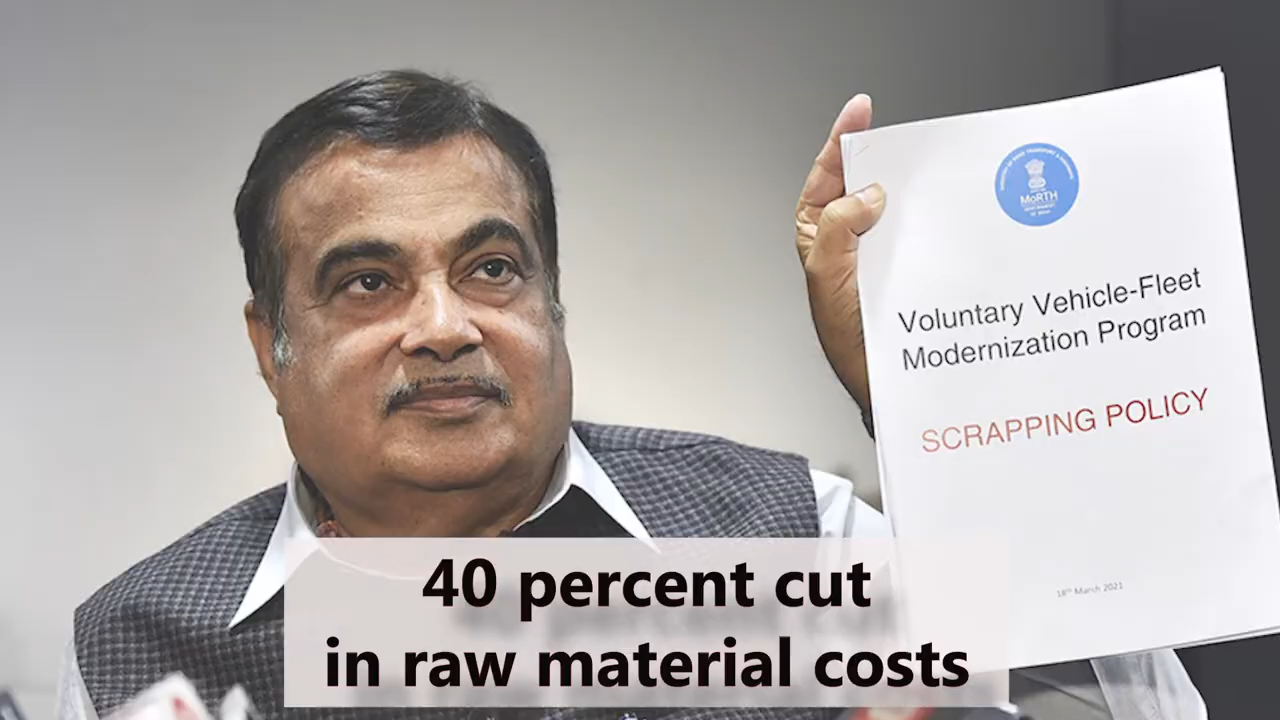 MoRTH
Voluntary Vehicle-Fleet
Modernization Program
SCRAPPING POLICY
18th March 2021
40 percent cut
in raw material costs